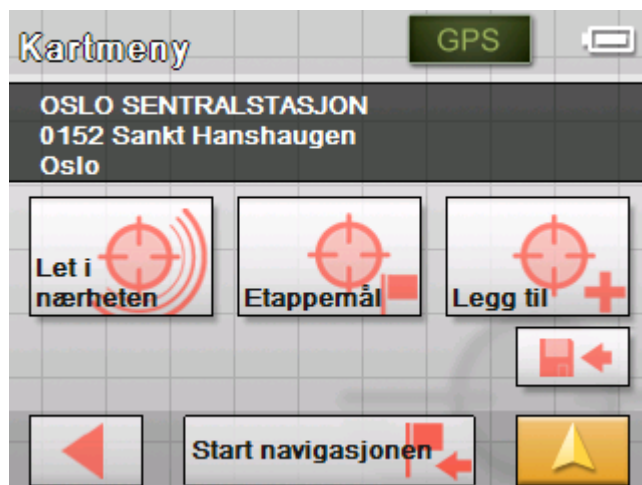 Kartmeny
GPS
OSLO SENTRALSTASJON
0152 Sankt Hanshaugen
Oslo
Let i
nærheten
Etappemål
Legg til
Start navigasjonen